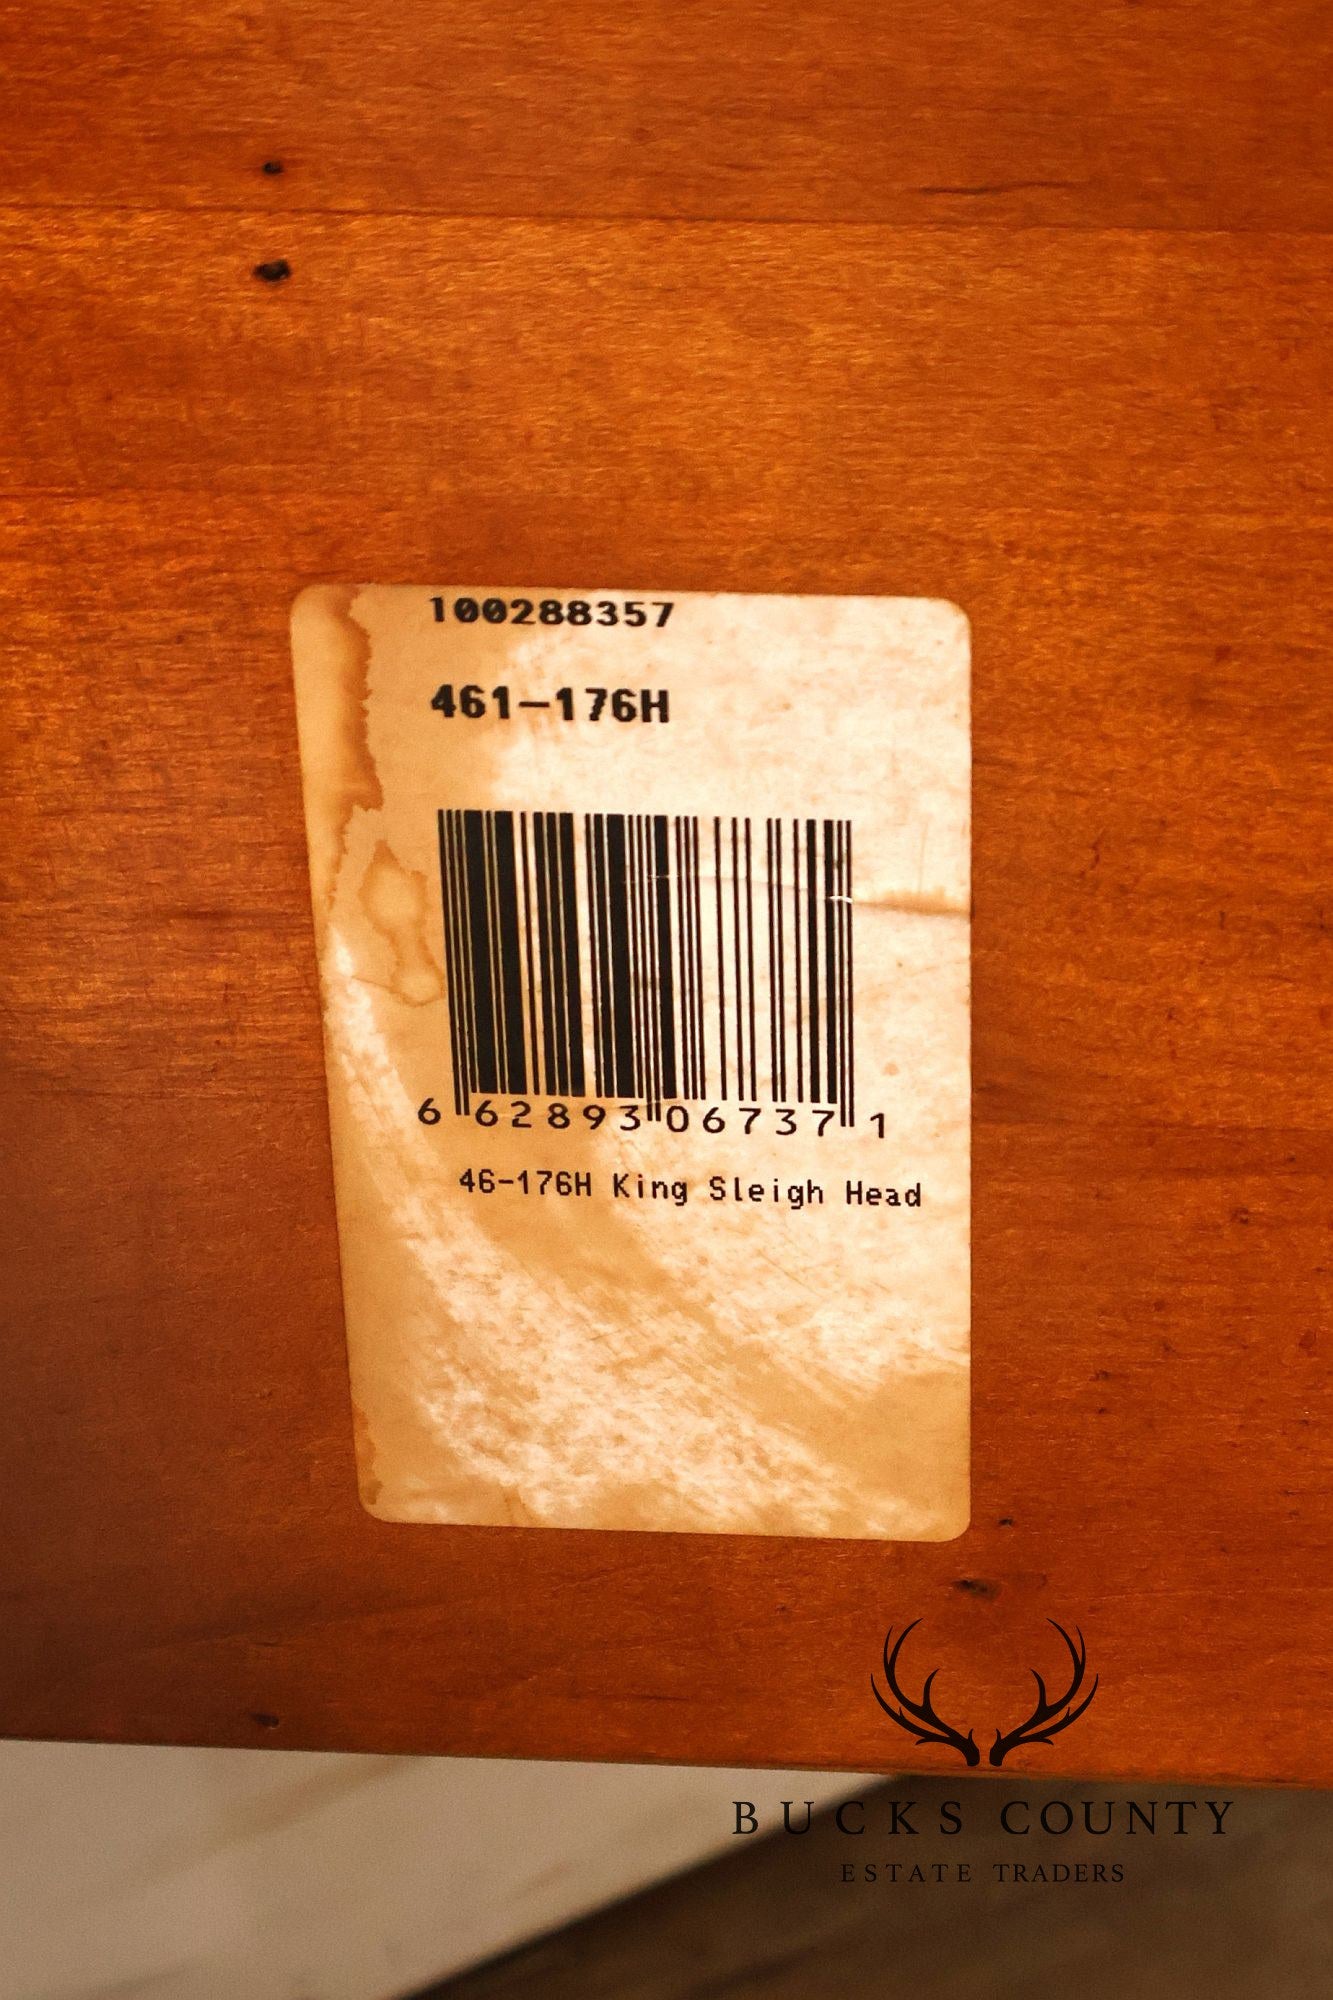 100288357
461-176H
6 62893 06737 1
46-176H King Sleigh Head
BUCKS COUNTY
ESTATE TRADERS